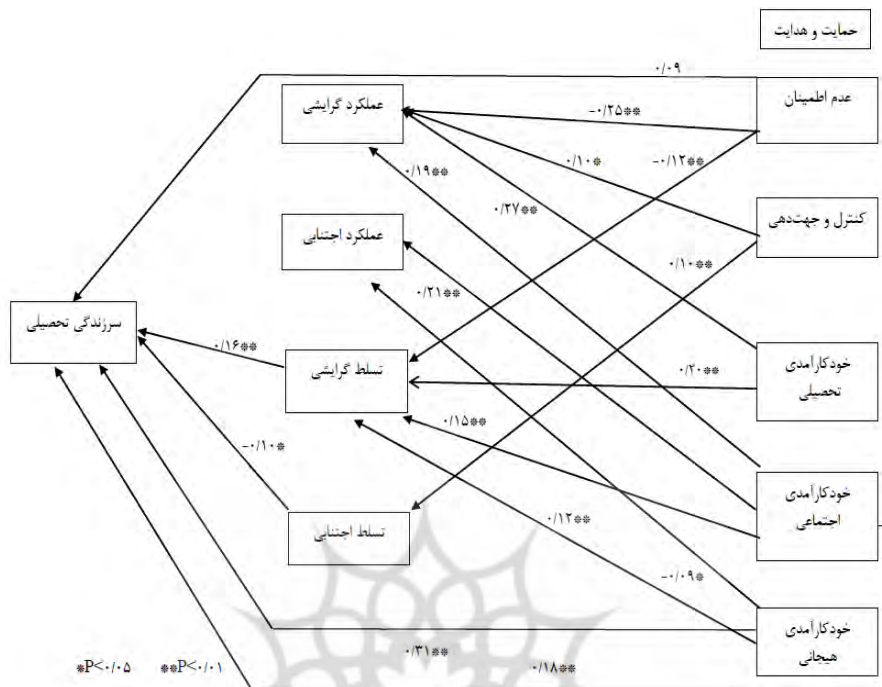 حمایت و هدایت
۰/۰۹
عدم اطمینان
عملکرد گرایشی
-۰/۲۵**
۰/۱۰*
-۰/۱۲**
۰/۱۹**
۰/۲۷**
کنترل و جهت‌دهی
عملکرد اجتنابی
۰/۱۰**
۰/۲۱**
سرزندگی تحصیلی
۰/۱۶**
تسلط گرایشی
۰/۲۰**
خودکارآمدی
تحصیلی
۰/۱۵**
-۰/۱۰*
خودکارآمدی
اجتماعی
تسلط اجتنابی
۰/۱۲**
-۰/۰۹*
خودکارآمدی
هیجانی
۰/۳۱**
۰/۱۸**
*P<۰/۰۵ **P<۰/۰۱